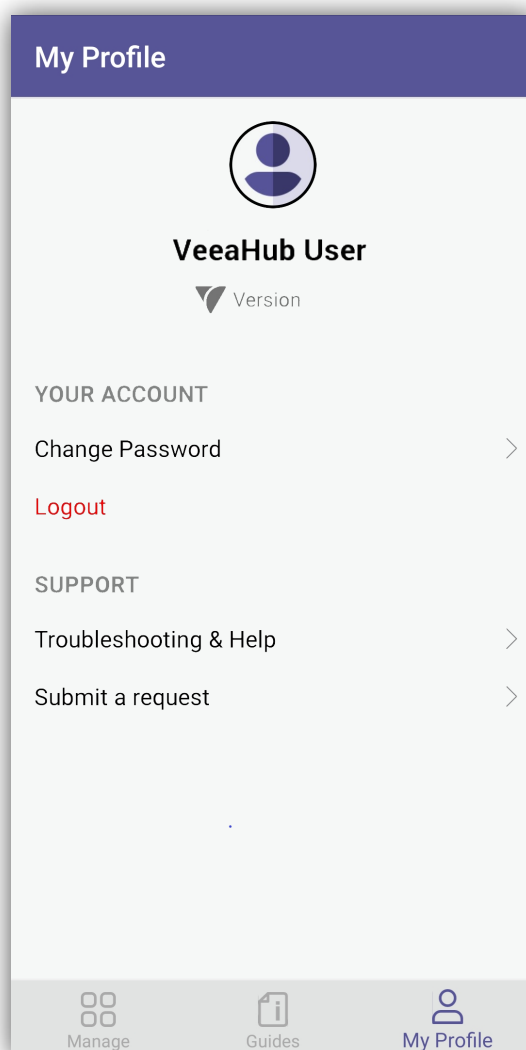 My Profile
VeeaHub User
Version
YOUR ACCOUNT
Change Password
Logout
SUPPORT
Troubleshooting & Help
Submit a request
Manage
Guides
My Profile